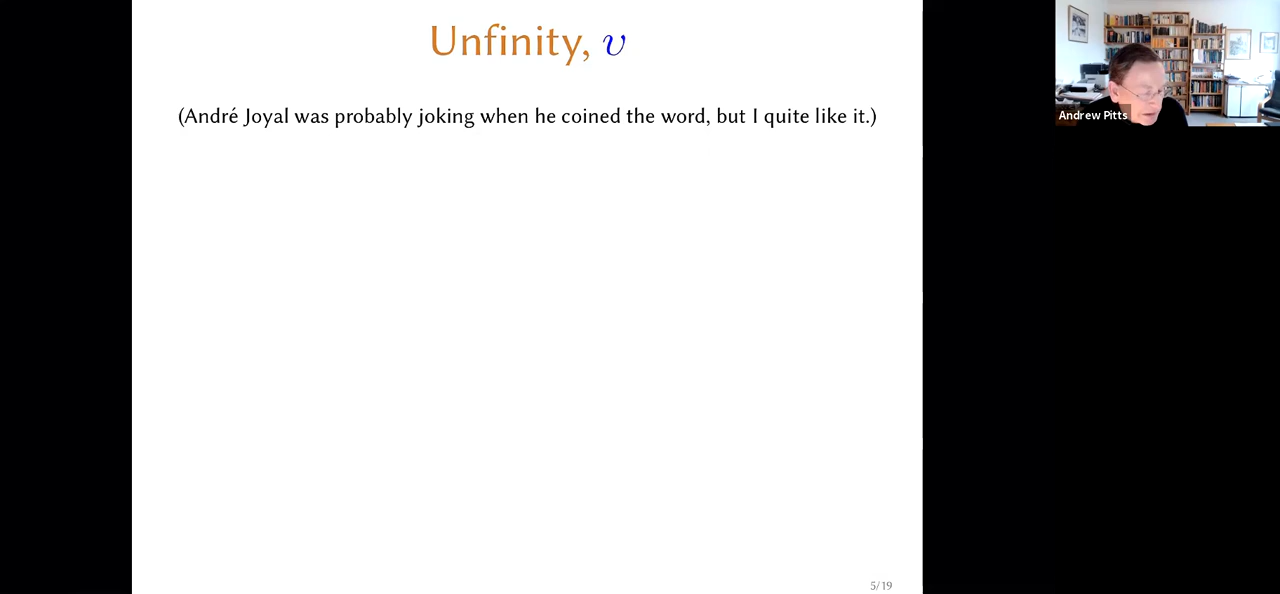 Unfinity, υ
(André Joyal was probably joking when he coined the word, but I quite like it.)
Andrew Pitts
5/19